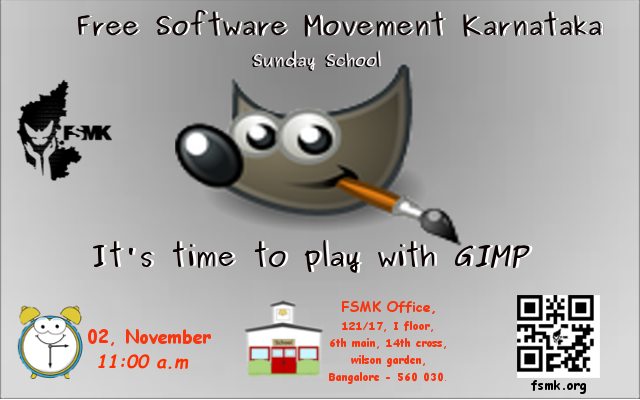 Free Software Movement Karnataka
Sunday School
FSMK
It's time to play with GIMP
02, November
11:00 a.m
School
FSMK Office,
121/17, I floor,
6th main, 14th cross,
wilson garden,
Bangalore - 560 030.
fsmk.org